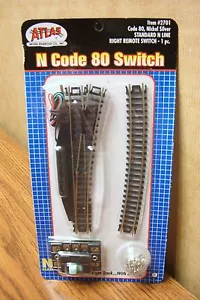 ATLAS
Item #2701
Code 80, Nickel Silver
STANDARD N LINE
RIGHT REMOTE SWITCH - 1 pc.
N Code 80 Switch
N